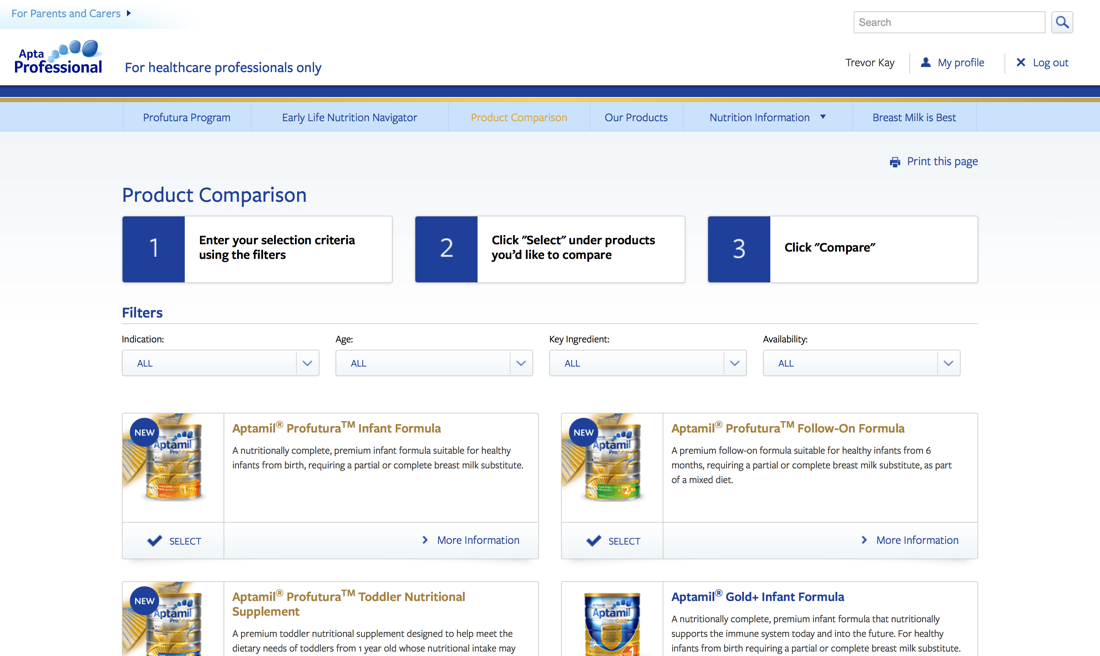 For Parents and Carers
Search
Apta
Professional
For healthcare professionals only
Trevor Kay
My profile
Log out
Profutura Program
Early Life Nutrition Navigator
Product Comparison
Our Products
Nutrition Information
Breast Milk is Best
Print this page
Product Comparison
1
Enter your selection criteria
using the filters
2
Click "Select" under products
you'd like to compare
3
Click "Compare"
Filters
Indication:
Age:
Key Ingredient:
Availability:
ALL
ALL
ALL
ALL
NEW
Aptamil
Aptamil® Profutura™ Infant Formula
A nutritionally complete, premium infant formula suitable for healthy
infants from birth, requiring a partial or complete breast milk substitute.
SELECT
More Information
NEW
Aptamil
Aptamil® Profutura™ Follow-On Formula
A premium follow-on formula suitable for healthy infants from 6
months, requiring a partial or complete breast milk substitute, as part
of a mixed diet.
SELECT
More Information
NEW
Aptamil
Aptamil® Profutura™ Toddler Nutritional
Supplement
A premium toddler nutritional supplement designed to help meet the
dietary needs of toddlers from 1 year old whose nutritional intake may
Aptamil
Aptamil® Gold+ Infant Formula
A nutritionally complete, premium infant formula that nutritionally
supports the immune system today and into the future. For healthy
infants from birth requiring a partial or complete breast milk substitute.